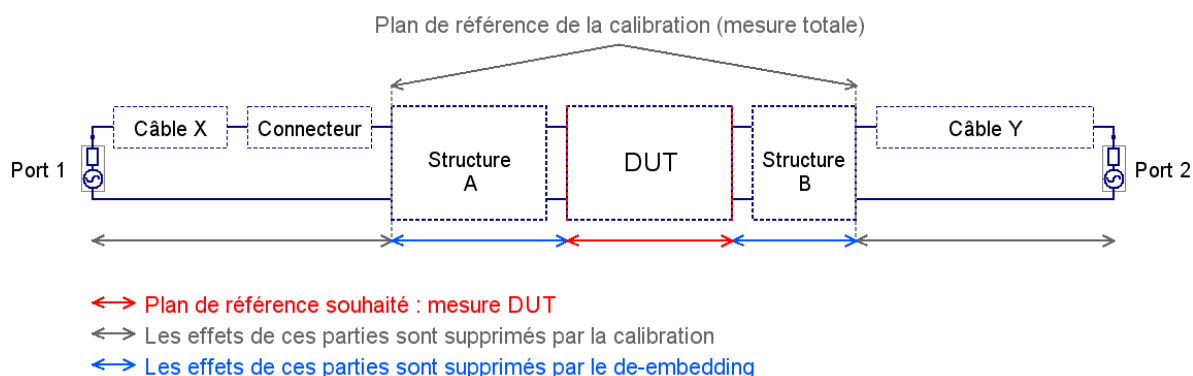 Plan de référence de la calibration (mesure totale)
Câble X
Connecteur
Câble Y
Port 1
Structure
A
DUT
Structure
B
Port 2
Plan de référence souhaité : mesure DUT
Les effets de ces parties sont supprimés par la calibration
Les effets de ces parties sont supprimés par le de-embedding